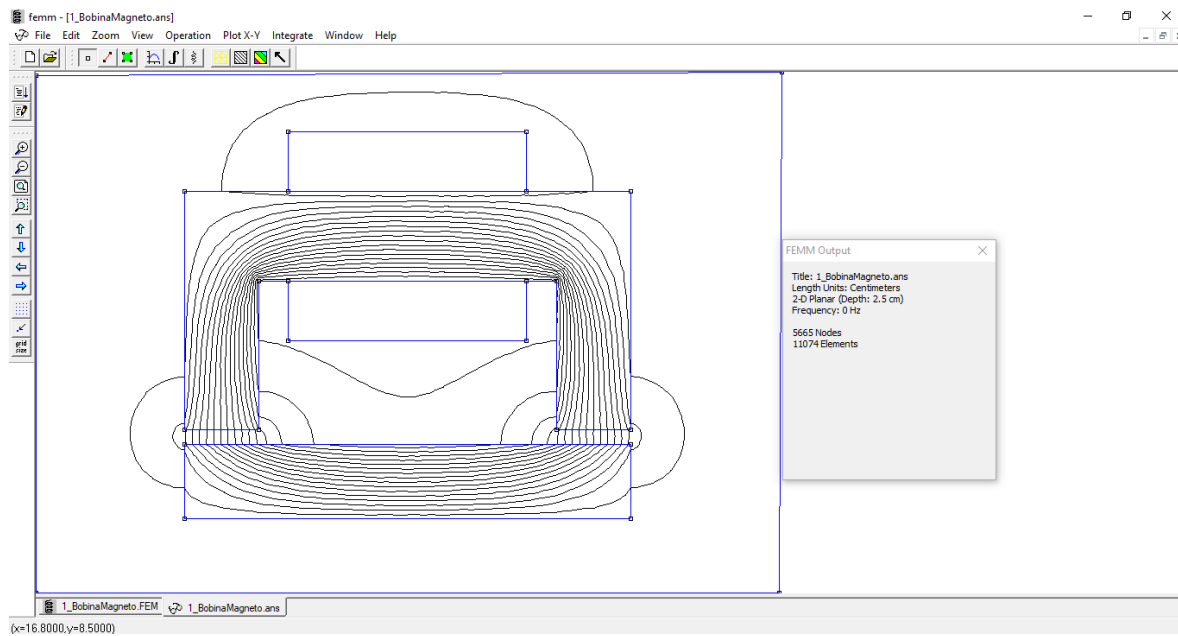 femm - [1_BobinaMagneto.ans]
File Edit Zoom View Operation Plot X-Y Integrate Window Help
grid
size
FEMM Output
Title: 1_BobinaMagneto.ans
Length Units: Centimeters
2-D Planar (Depth: 2.5 cm)
Frequency: 0 Hz
5665 Nodes
11074 Elements
1_BobinaMagneto.FEM 1_BobinaMagneto.ans
(x=16.8000,y=8.5000)